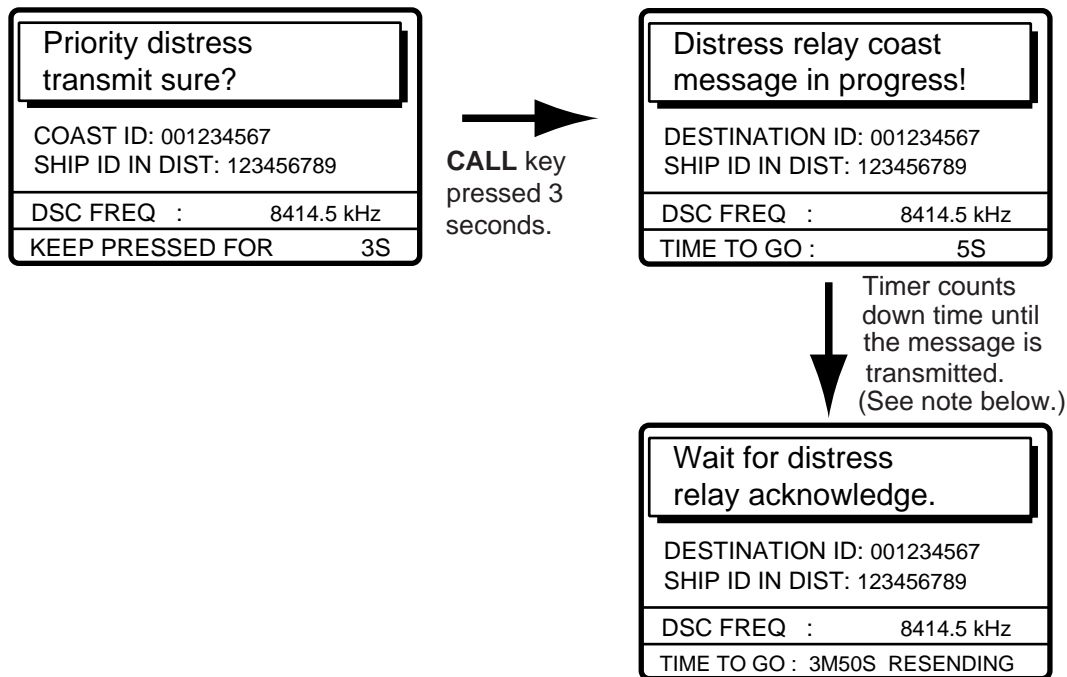 Priority distress
transmit sure?
COAST ID: 001234567
SHIP ID IN DIST: 123456789
DSC FREQ : 8414.5 kHz
KEEP PRESSED FOR 3S
CALL key
pressed 3
seconds.
Distress relay coast
message in progress!
DESTINATION ID: 001234567
SHIP ID IN DIST: 123456789
DSC FREQ : 8414.5 kHz
TIME TO GO : 5S
Timer counts
down time until
the message is
transmitted.
(See note below.)
Wait for distress
relay acknowledge.
DESTINATION ID: 001234567
SHIP ID IN DIST: 123456789
DSC FREQ : 8414.5 kHz
TIME TO GO : 3M50S RESENDING